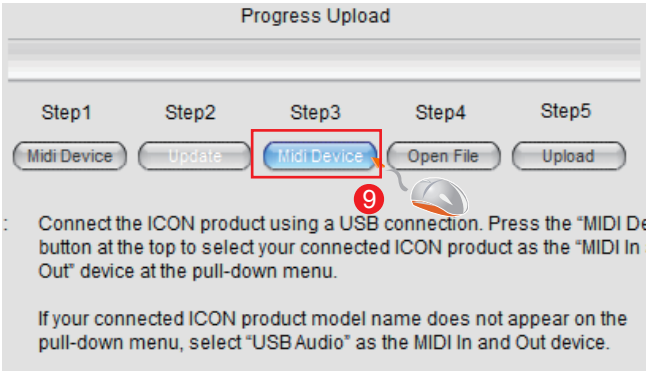 Progress Upload
Step1 Step2 Step3 Step4 Step5
Midi Device Update Midi Device Open File Upload
9
: Connect the ICON product using a USB connection. Press the “MIDI De
button at the top to select your connected ICON product as the “MIDI In
Out” device at the pull-down menu.
If your connected ICON product model name does not appear on the
pull-down menu, select “USB Audio” as the MIDI In and Out device.